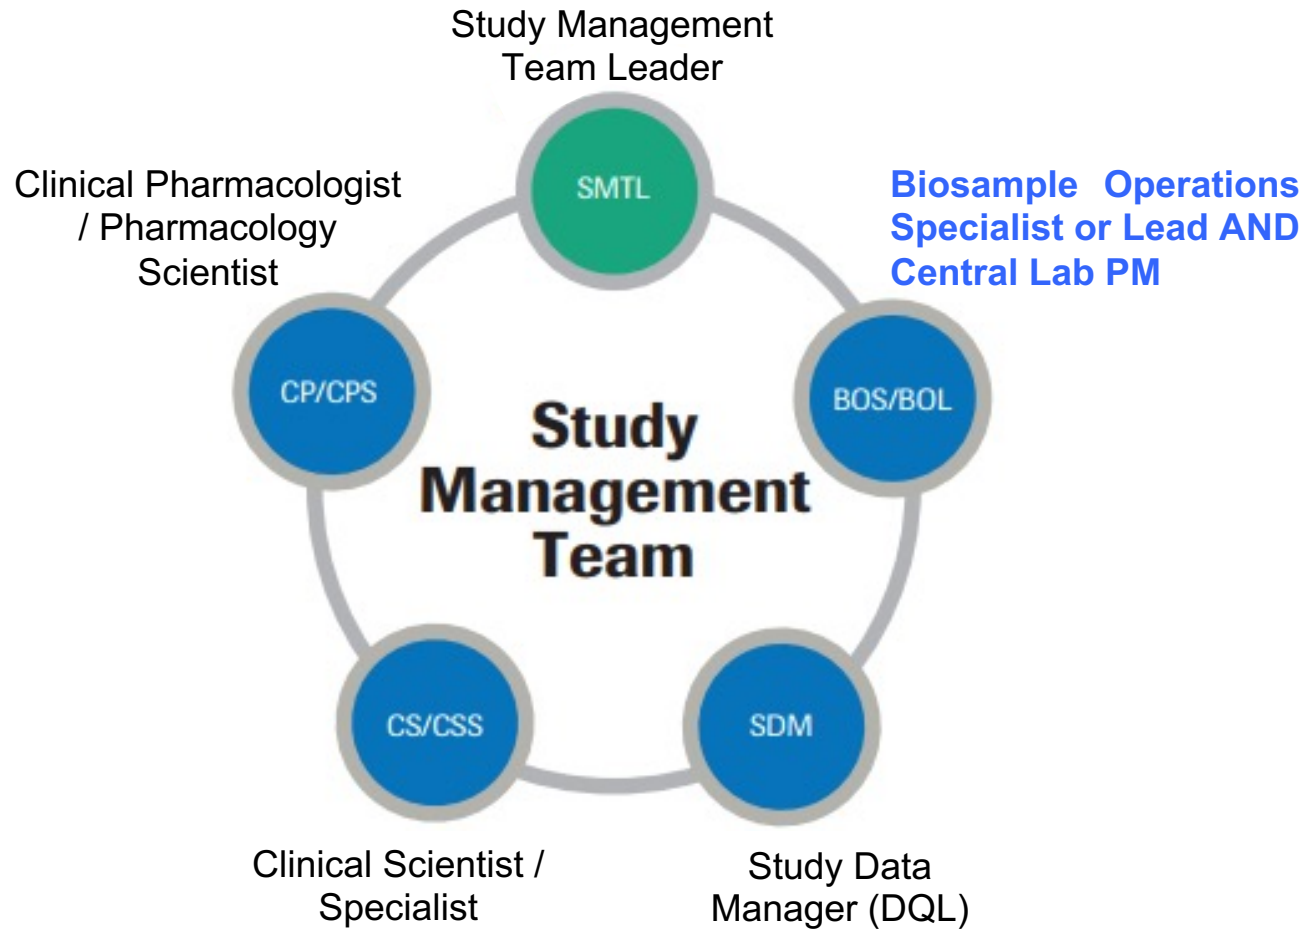 Study Management
Team Leader
SMTL
Clinical Pharmacologist
/ Pharmacology
Scientist
Biosample Operations
Specialist or Lead AND
Central Lab PM
CP/CPS
BOS/BOL
Study
Management
Team
CS/CSS
SDM
Clinical Scientist /
Specialist
Study Data
Manager (DQL)